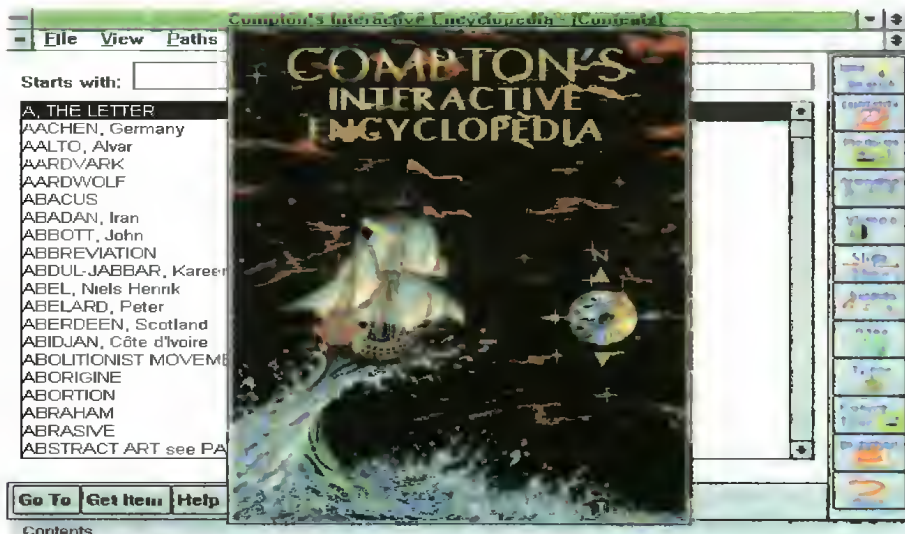 Compton's Interactive Encyclopedia - [Contents]
File View Paths
Starts with:
COMPTON'S
INTERACTIVE
ENCYCLOPEDIA
A, THE LETTER
AACHEN, Germany
AALTO, Alvar
AARDVARK
AARDWOLF
ABACUS
ABADAN, Iran
ABBOTT, John
ABBREVIATION
ABDUL-JABBAR, Kareer
ABEL, Niels Henrik
ABELARD, Peter
ABERDEEN, Scotland
ABIDJAN, Côte d'Ivoire
ABOLITIONIST MOVEME
ABORIGINE
ABORTION
ABRAHAM
ABRASIVE
ABSTRACT ART see PA
N
Go To Get Item Help
Contents